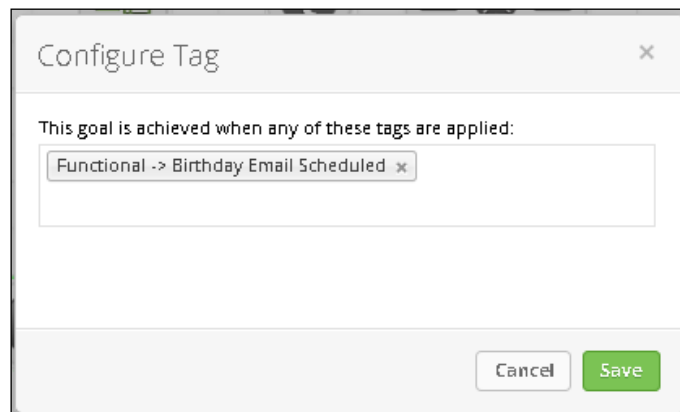 Configure Tag
×
This goal is achieved when any of these tags are applied:
Functional -> Birthday Email Scheduled ×
Cancel Save